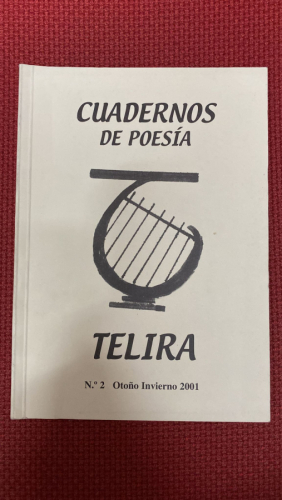 CUADERNOS
DE POESÍA
TELIRA
N.º 2 Otoño Invierno 2001